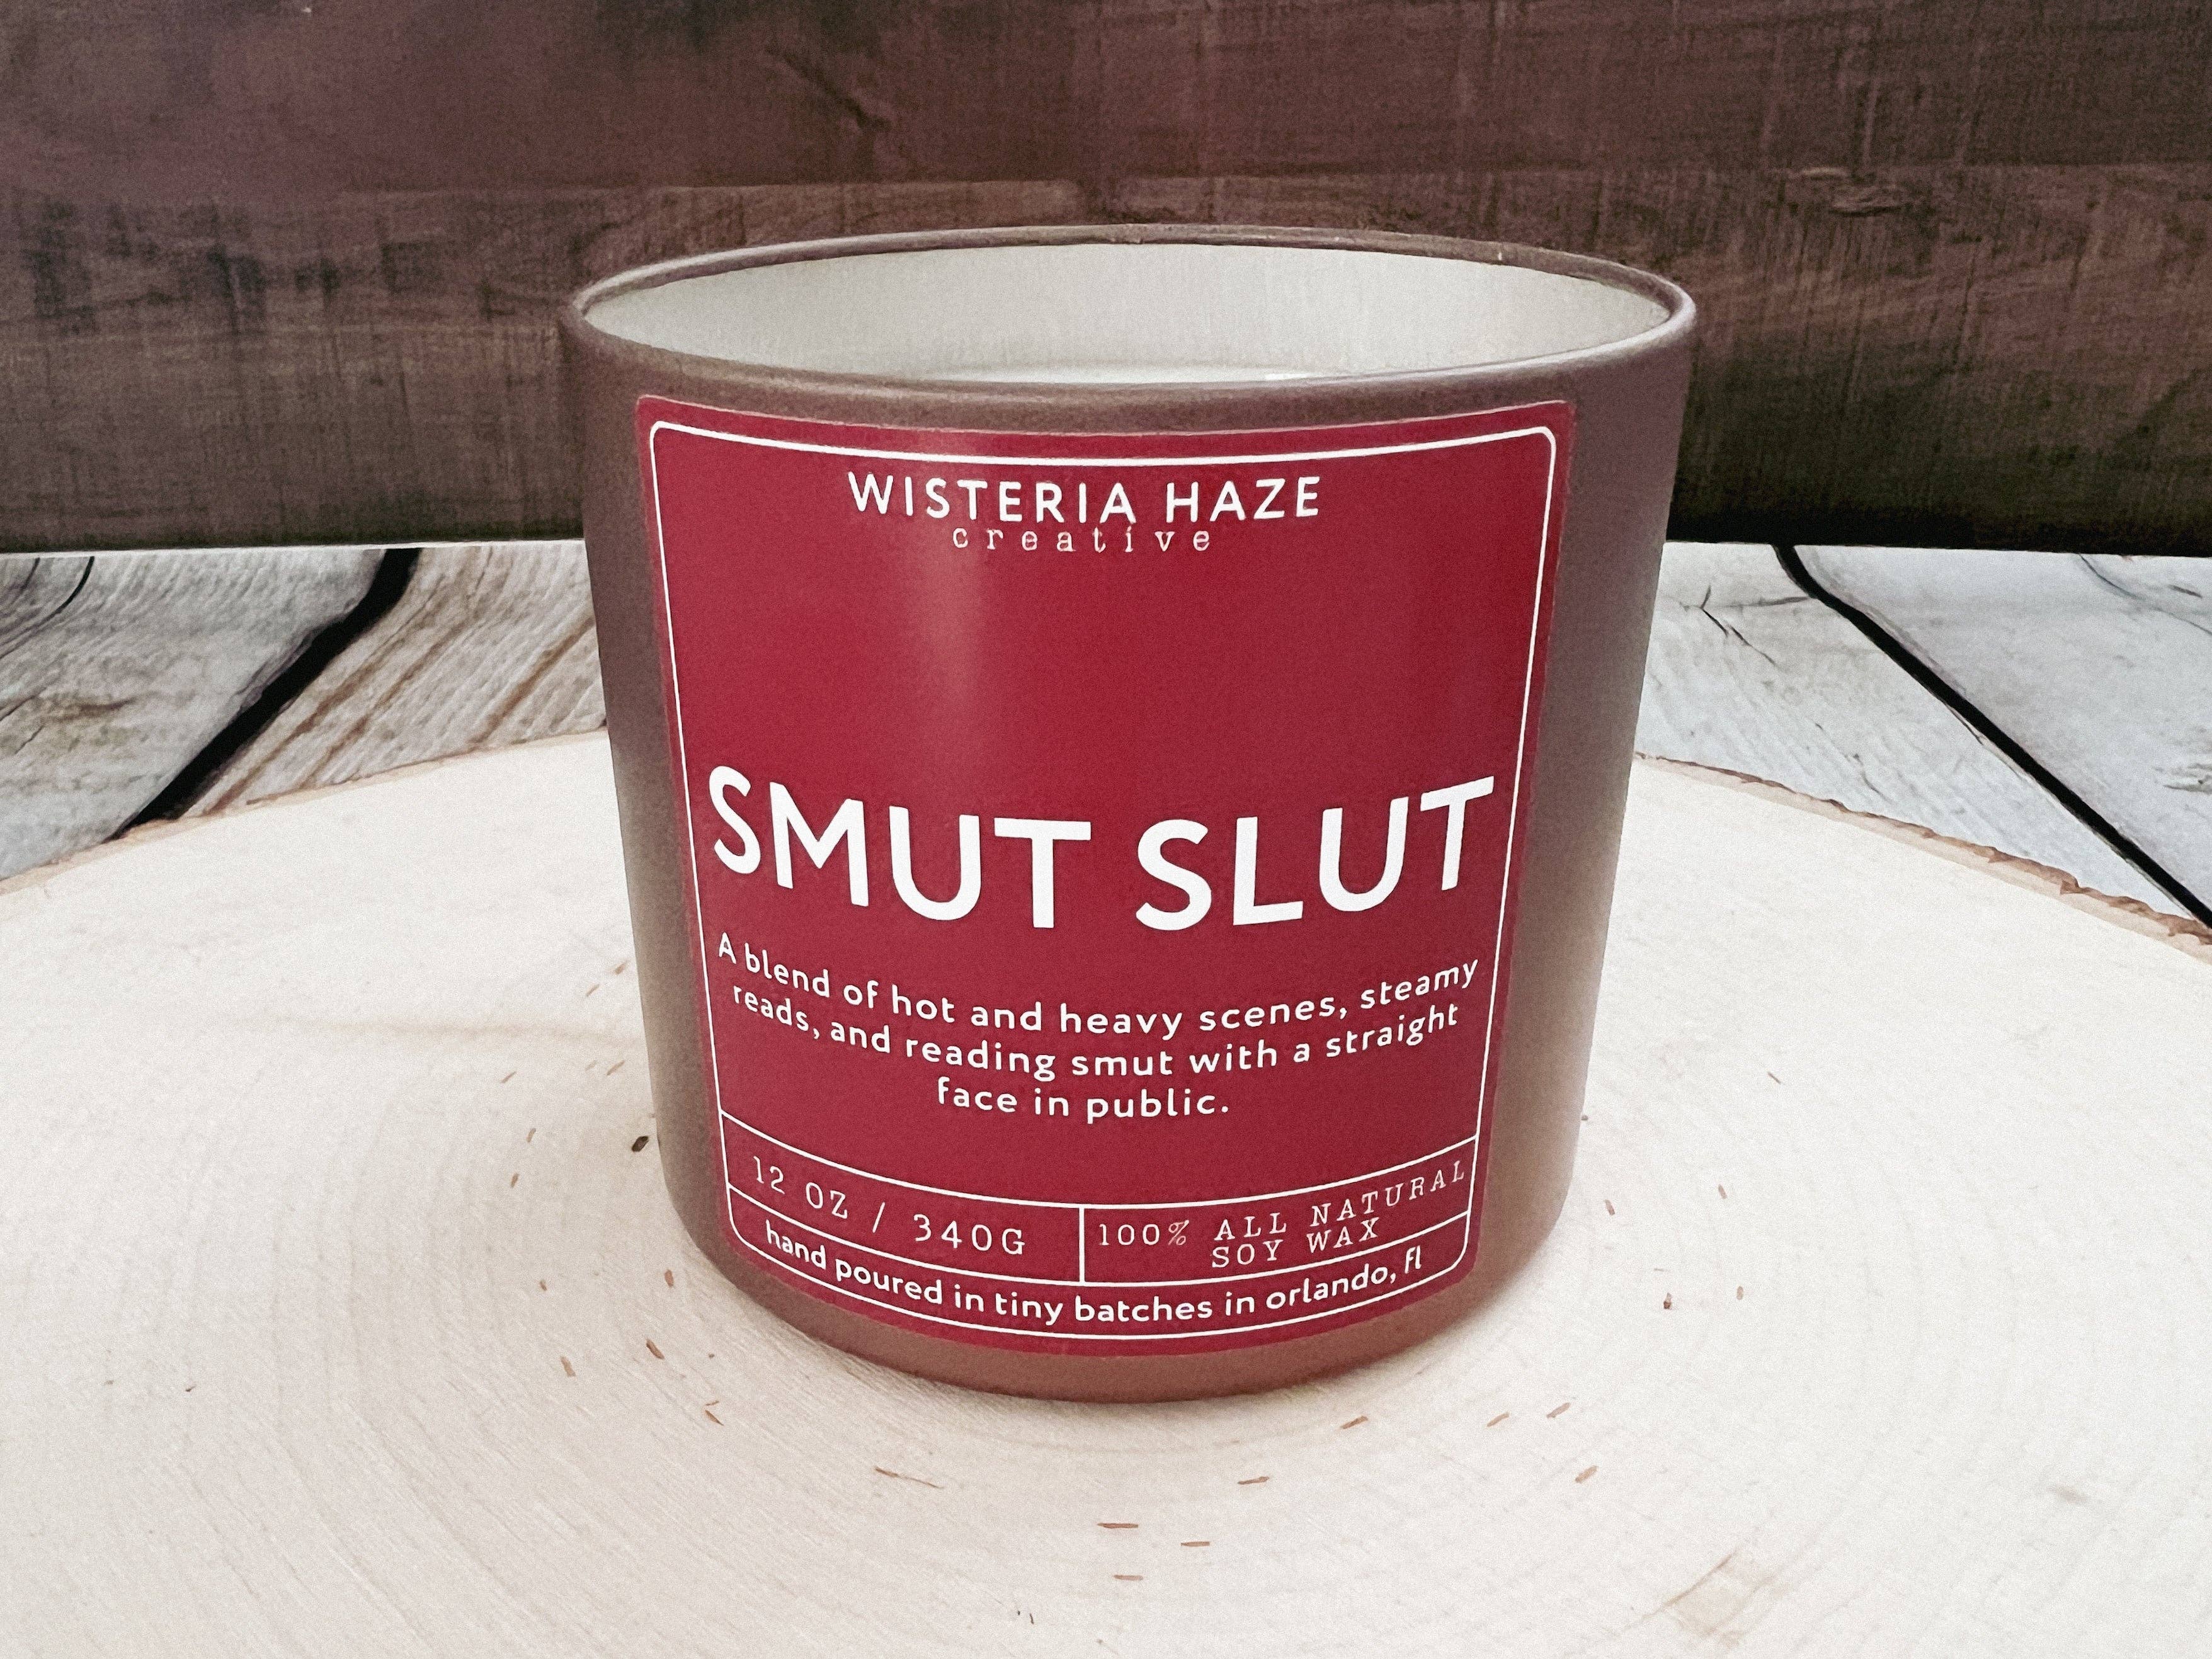 WISTERIA HAZE
creative
SMUT SLUT
A blend of hot and heavy scenes, steamy
reads, and reading smut with a straight
face in public.
12 OZ / 340G
100% ALL NATURAL
SOY WAX
hand poured in tiny batches in orlando, fl